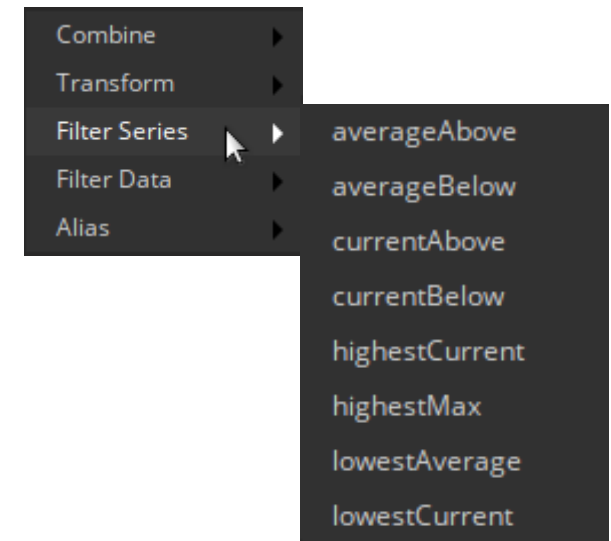 Combine
Transform
Filter Series
Filter Data
Alias
averageAbove
averageBelow
currentAbove
currentBelow
highestCurrent
highestMax
lowestAverage
lowestCurrent